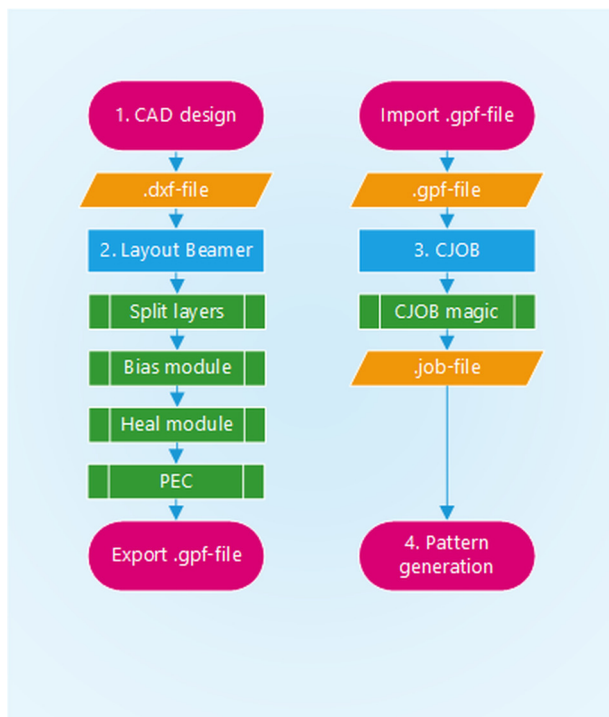 1. CAD design
.dxf-file
2. Layout Beamer
Split layers
Bias module
Heal module
PEC
Export .gpf-file
Import .gpf-file
.gpf-file
3. CJOB
CJOB magic
.job-file
4. Pattern
generation